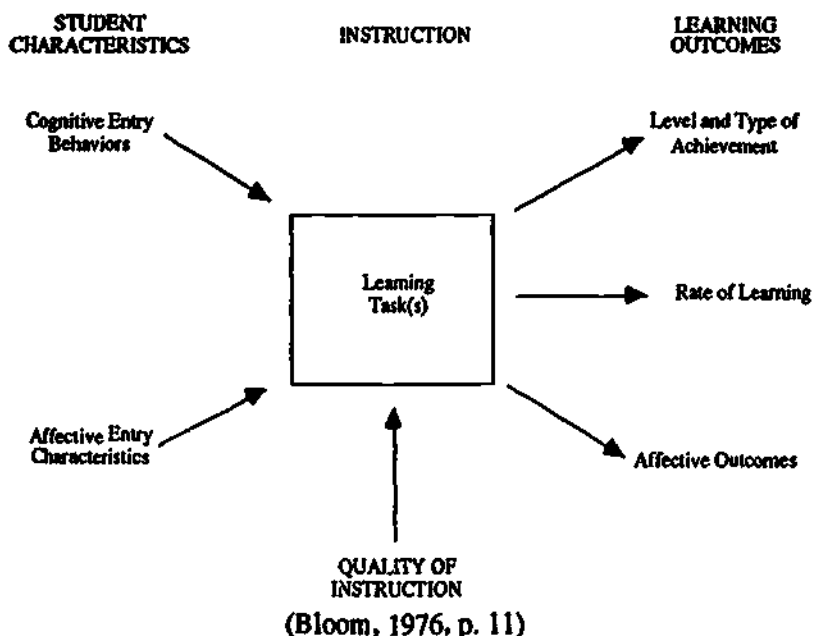 STUDENT
CHARACTERISTICS
INSTRUCTION
LEARNING
OUTCOMES
Cognitive Entry
Behaviors
Level and Type of
Achievement
Learning
Task(s)
Rate of Learning
Affective Entry
Characteristics
Affective Outcomes
QUALITY OF
INSTRUCTION
(Bloom, 1976, p. 11)